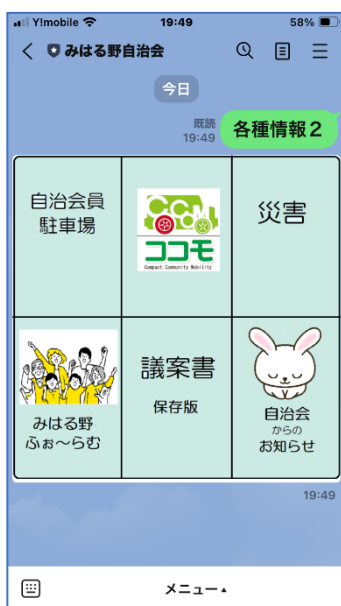 Y!mobile
19:49
58%
みはる野自治会
今日
既読
19:49
各種情報2
自治会員
駐車場
CCCM
ココモ
Compact Community Mobility
災害
みはる野
ふぉ～らむ
議案書
保存版
自治会
からの
お知らせ
19:49
メニュー